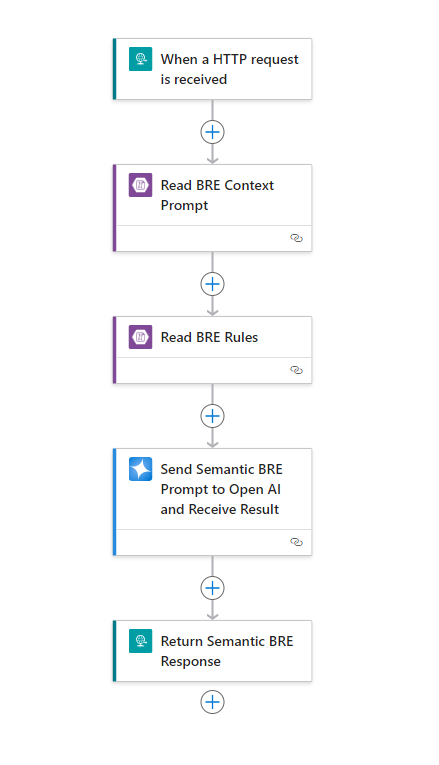 When a HTTP request
is received
Read BRE Context
Prompt
Read BRE Rules
Send Semantic BRE
Prompt to Open AI
and Receive Result
Return Semantic BRE
Response